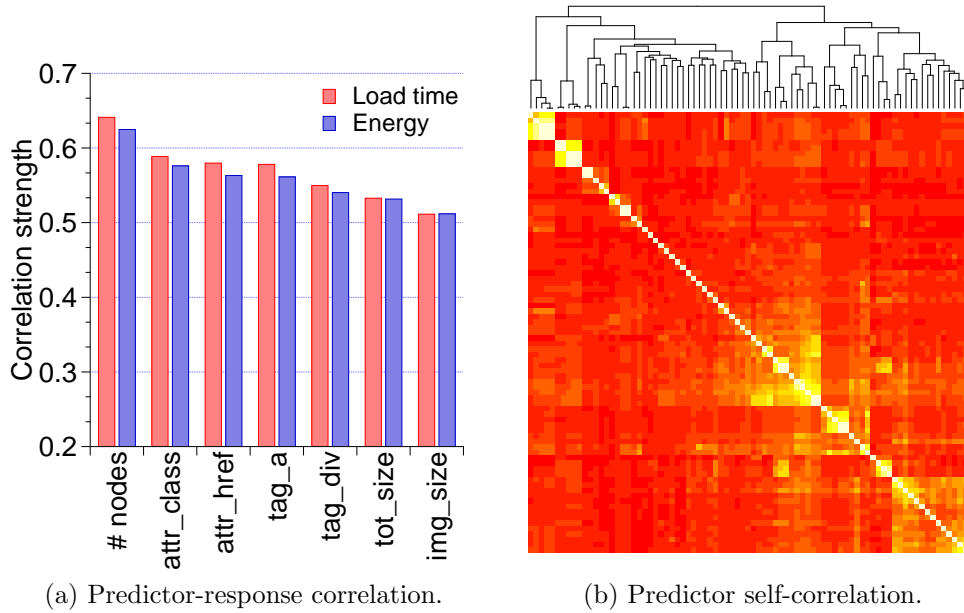 0.7
0.6
0.5
0.4
0.3
0.2
Correlation strength
Load time
Energy
# nodes
attr_class
attr_href
tag_a
tag_div
tot_size
img_size
(a) Predictor-response correlation.
(b) Predictor self-correlation.